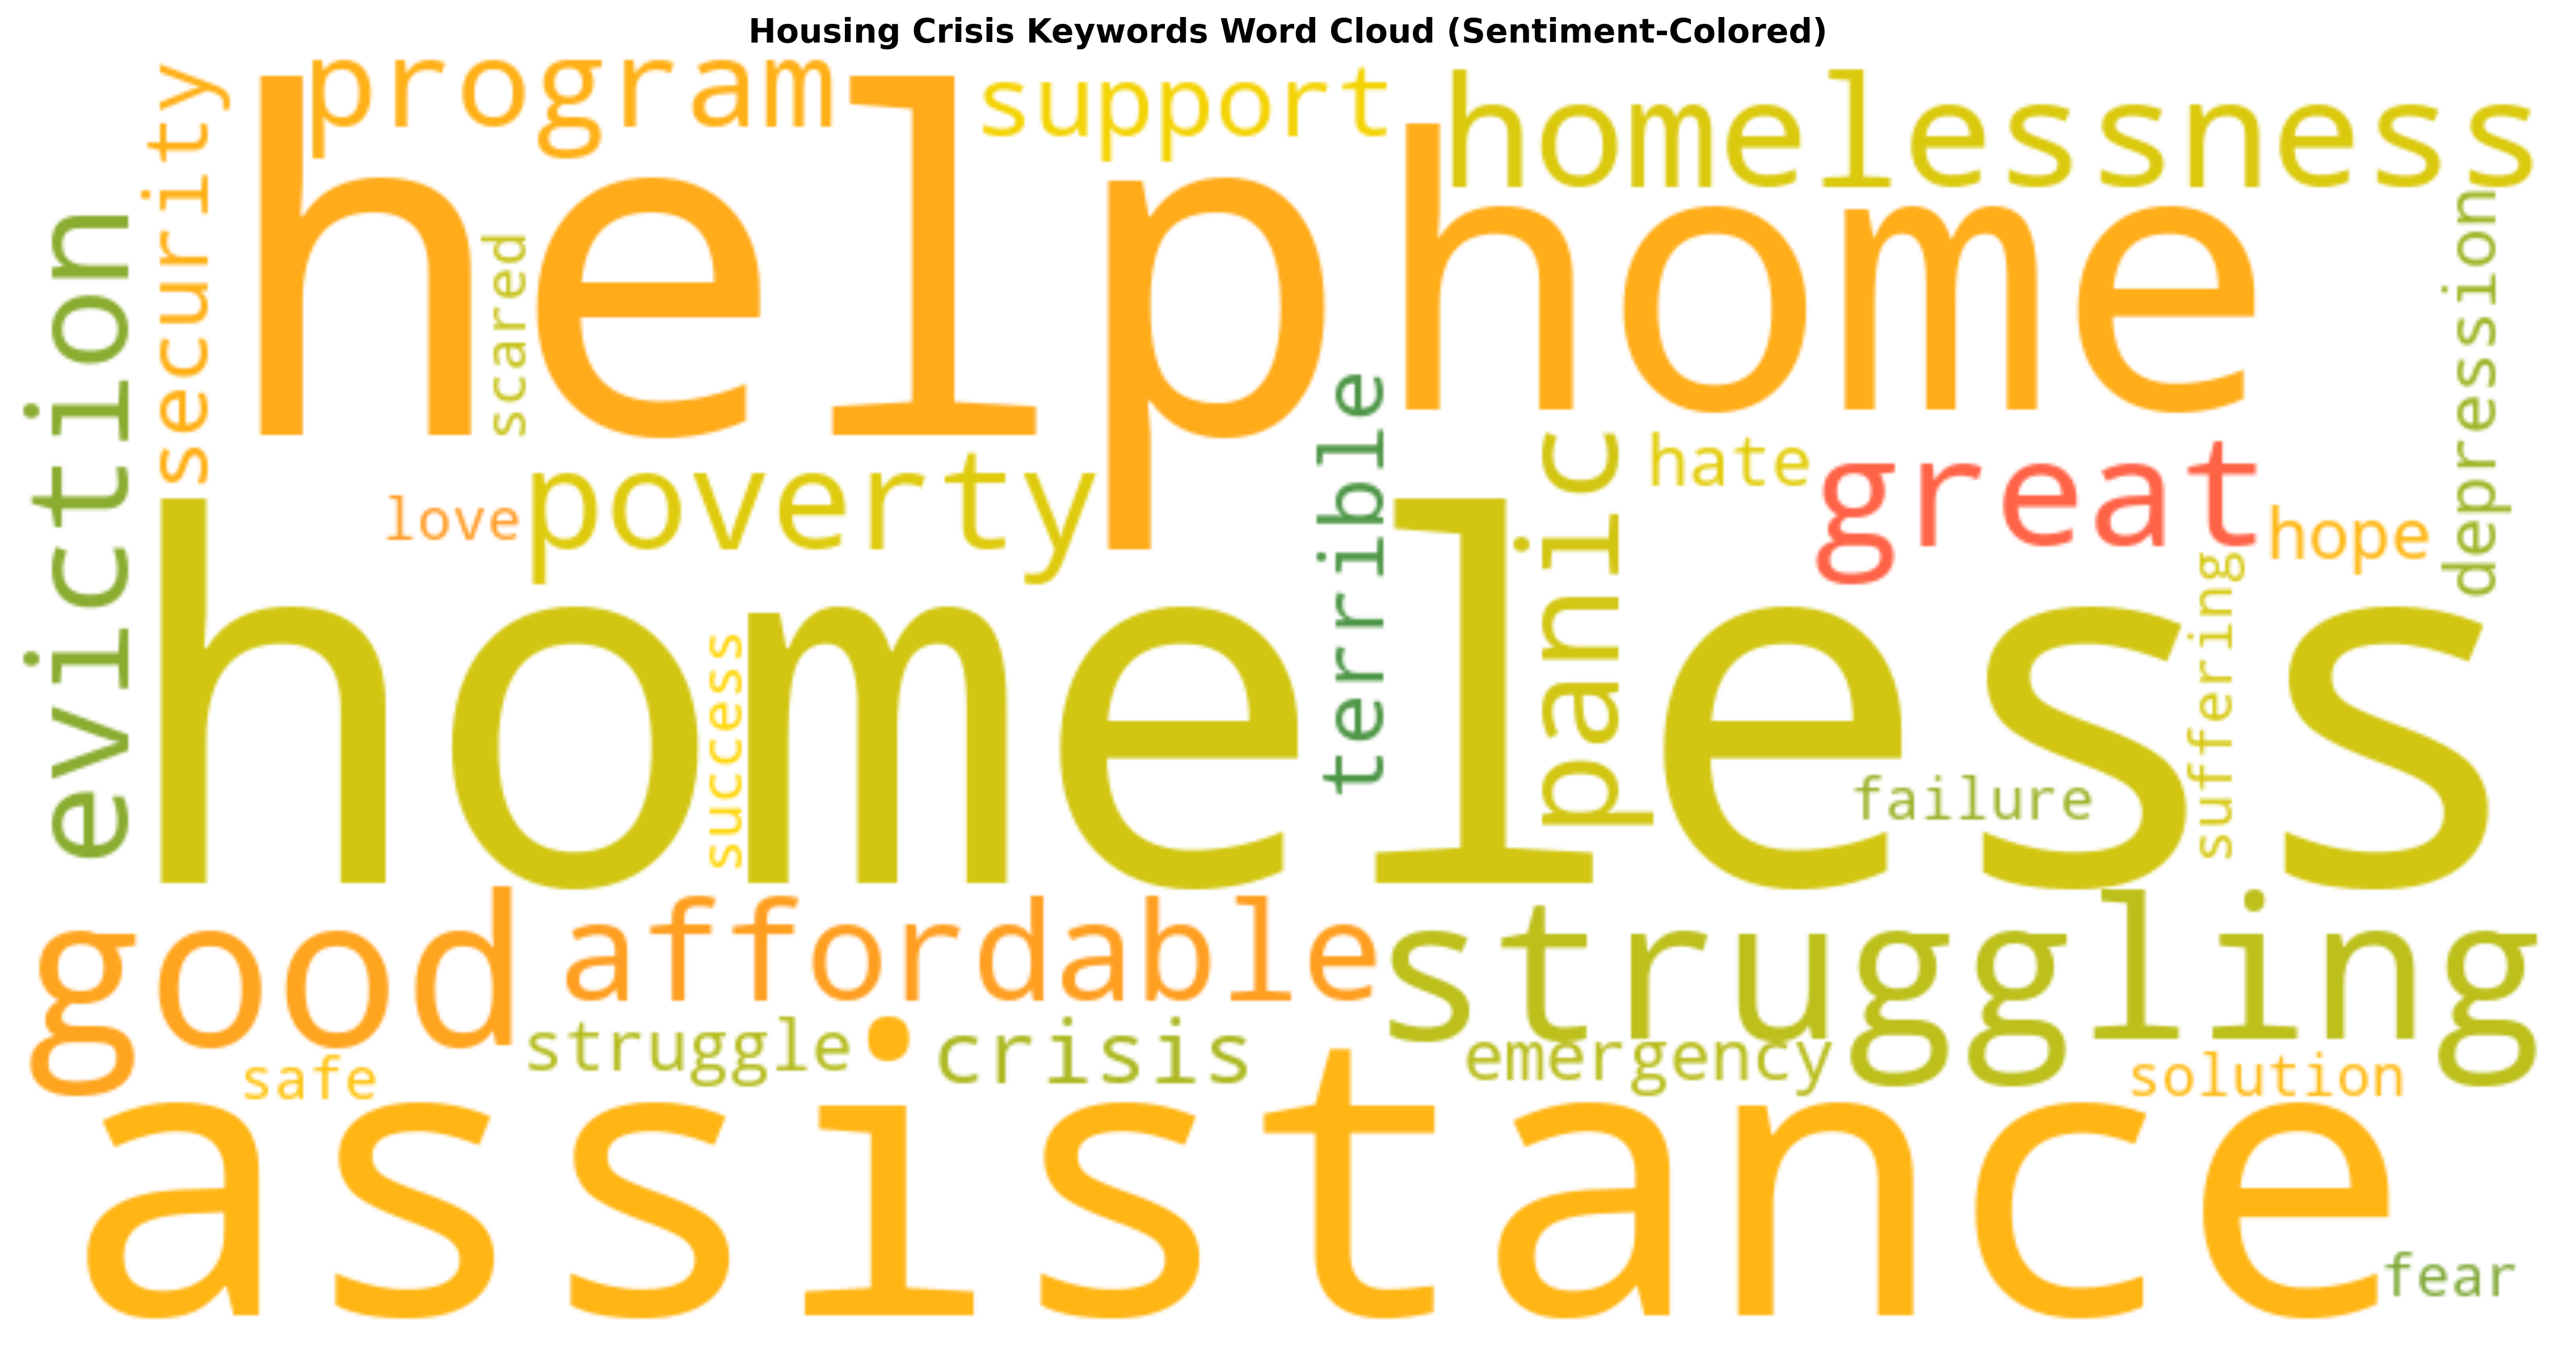 Housing Crisis Keywords Word Cloud (Sentiment-Colored)
program
support
homelessness
security
help
home
scared
eviction
depression
terrible
hate
great
love
poverty
panic
hope
homeless
success
suffering
failure
good
affordable
struggling
struggle
crisis
emergency
safe
solution
assistance
fear